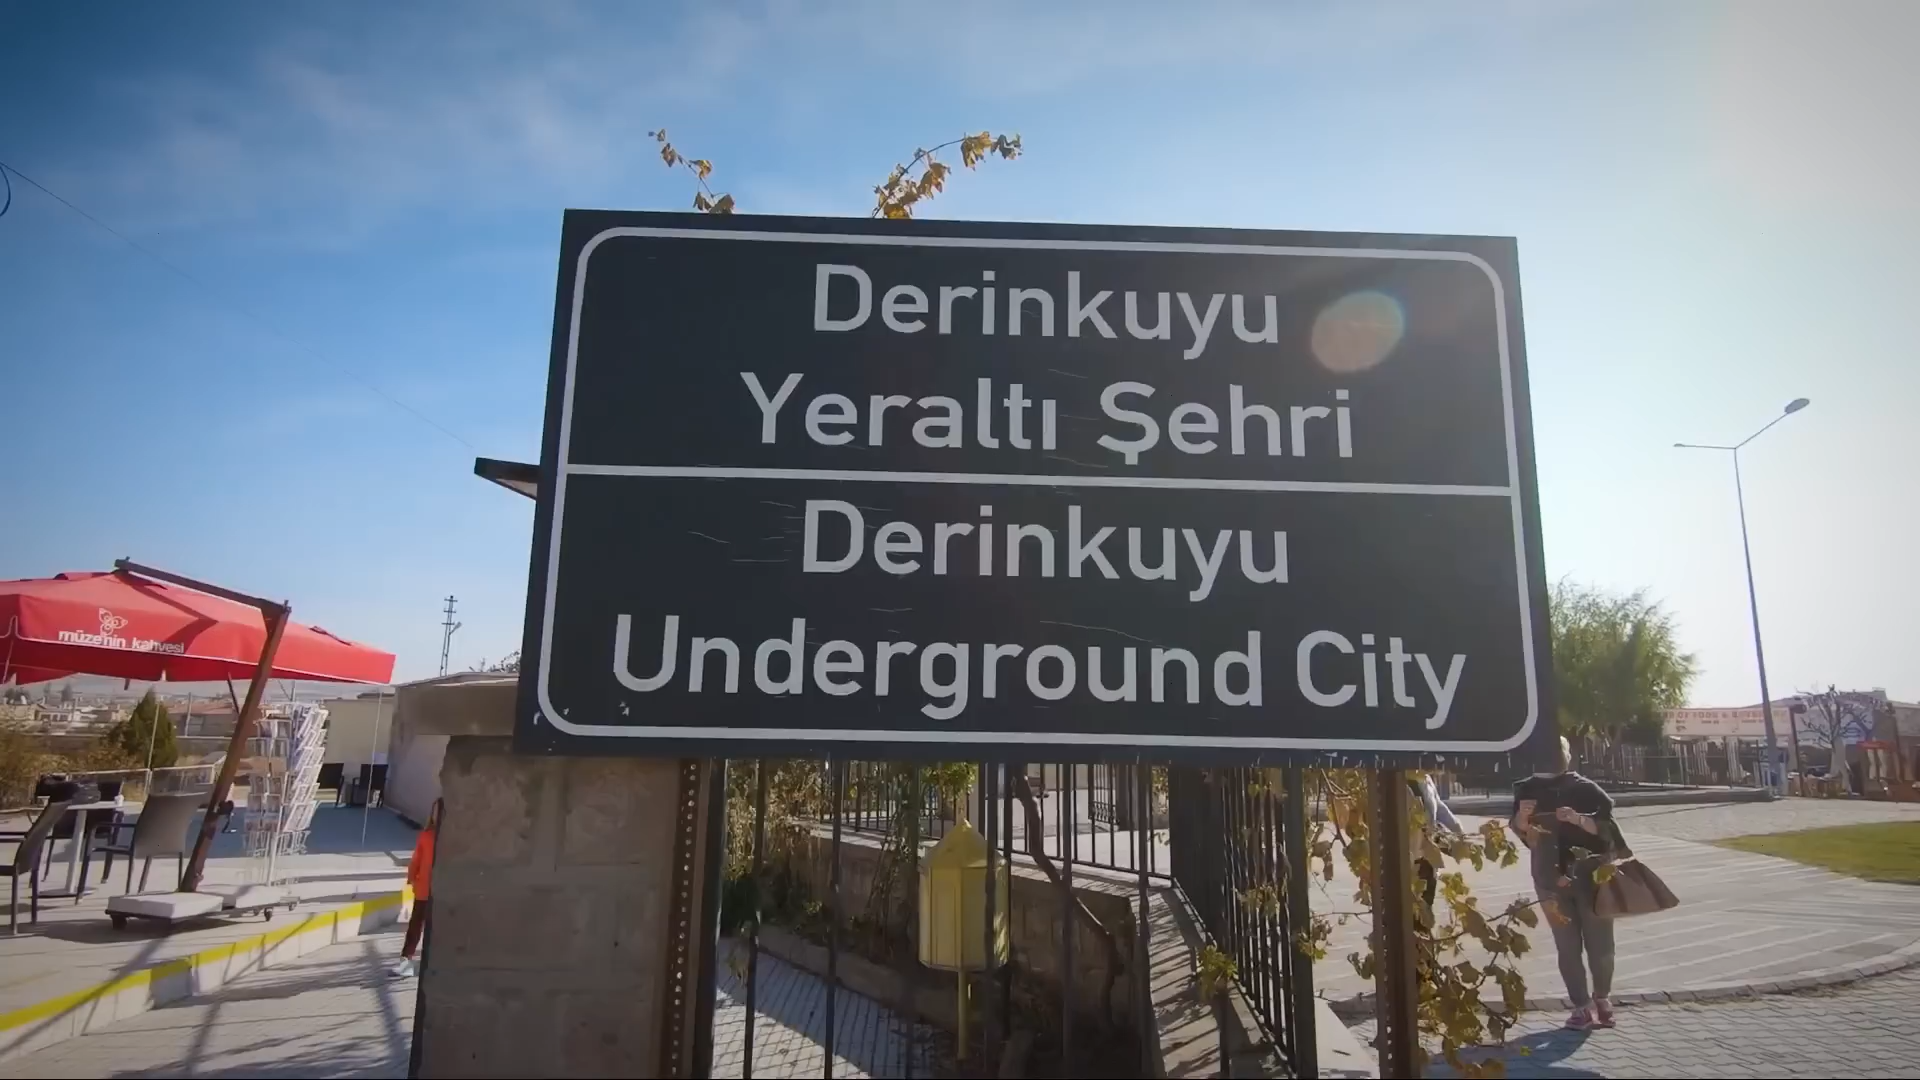 Derinkuyu
Yeraltı Şehri
Derinkuyu
Underground City
müzenin kahvesi